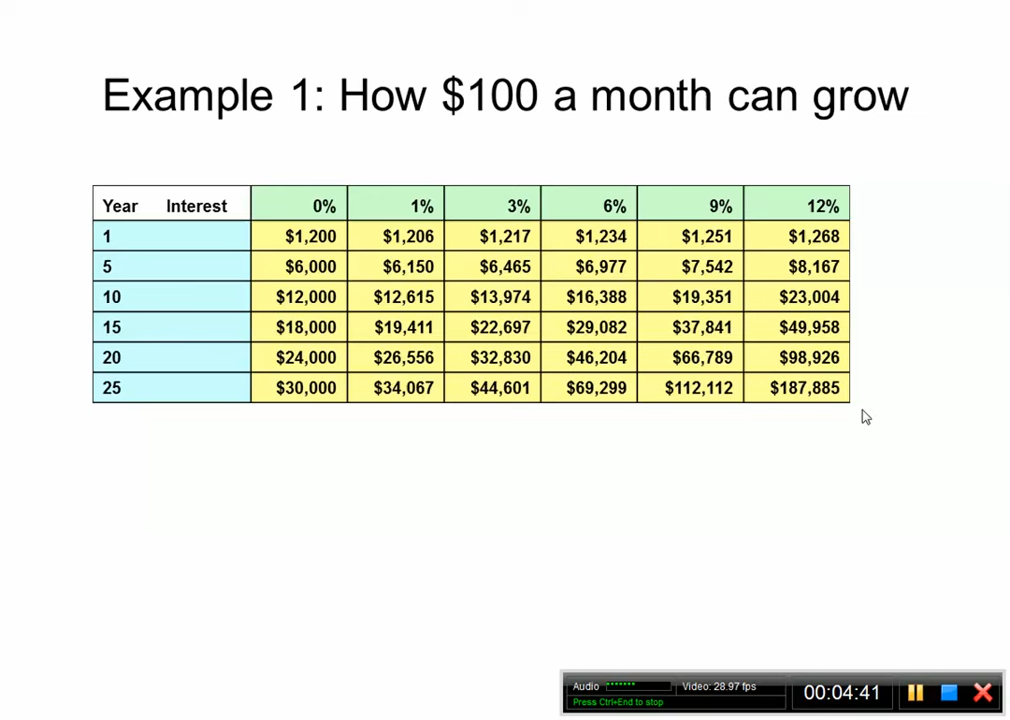 Example 1: How $100 a month can grow
Year Interest 0% 1% 3% 6% 9% 12%
1 $1,200 $1,206 $1,217 $1,234 $1,251 $1,268
5 $6,000 $6,150 $6,465 $6,977 $7,542 $8,167
10 $12,000 $12,615 $13,974 $16,388 $19,351 $23,004
15 $18,000 $19,411 $22,697 $29,082 $37,841 $49,958
20 $24,000 $26,556 $32,830 $46,204 $66,789 $98,926
25 $30,000 $34,067 $44,601 $69,299 $112,112 $187,885
Audio Video: 28.97 fps
Press Ctrl+End to stop
00:04:41